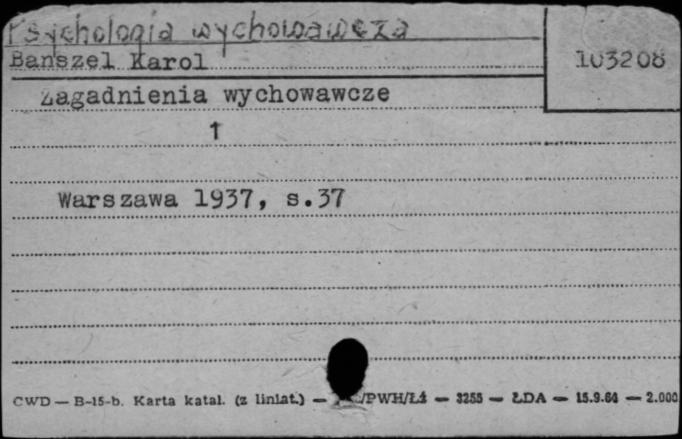 Psychologia wychowawcza
Banszel Karol
103208
Zagadnienia wychowawcze
↑
Warszawa 1937, s.37
CWD — B-15-b. Karta katal. (z liniat.) — /PWH/Łź — 3255 — ŁDA — 15.9.64 — 2.000